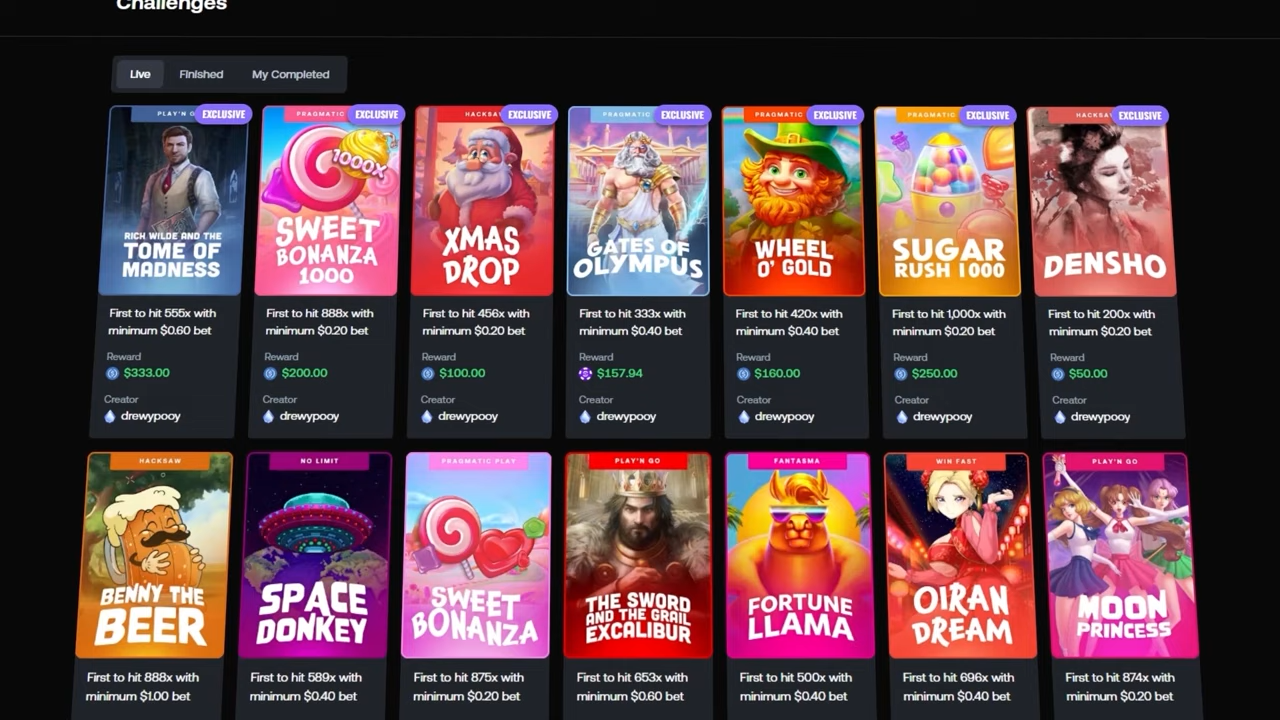 Challenges
Live
Finished
My Completed
EXCLUSIVE
RICH WILDE AND THE
TOME OF
MADNESS
First to hit 555x with
minimum $0.60 bet
Reward
$333.00
Creator
drewypooy
PRAGMATIC
EXCLUSIVE
1000X
SWEET
BONANZA
1000
First to hit 888x with
minimum $0.20 bet
Reward
$200.00
Creator
drewypooy
EXCLUSIVE
XMAS
DROP
First to hit 456x with
minimum $0.20 bet
Reward
$100.00
Creator
drewypooy
PRAGMATIC
EXCLUSIVE
GATES OF
OLYMPUS
First to hit 333x with
minimum $0.40 bet
Reward
$157.94
Creator
drewypooy
PRAGMATIC
EXCLUSIVE
WHEEL
O' GOLD
First to hit 420x with
minimum $0.40 bet
Reward
$160.00
Creator
drewypooy
PRAGMATIC
EXCLUSIVE
SUGAR
RUSH 1000
First to hit 1,000x with
minimum $0.20 bet
Reward
$250.00
Creator
drewypooy
EXCLUSIVE
DENSHO
First to hit 200x with
minimum $0.20 bet
Reward
$50.00
Creator
drewypooy
HACKSAW
BENNY THE
BEER
First to hit 888x with
minimum $1.00 bet
NO LIMIT
SPACE
DONKEY
First to hit 589x with
minimum $0.40 bet
PRAGMATIC PLAY
SWEET
BONANZA
First to hit 875x with
minimum $0.20 bet
PLAY'N GO
THE SWORD
AND THE GRAIL
EXCALIBUR
First to hit 653x with
minimum $0.60 bet
FANTASMA
FORTUNE
LLAMA
First to hit 500x with
minimum $0.40 bet
WIN FAST
OIRAN
DREAM
First to hit 696x with
minimum $0.40 bet
PLAY'N GO
MOON
PRINCESS
First to hit 874x with
minimum $0.20 bet